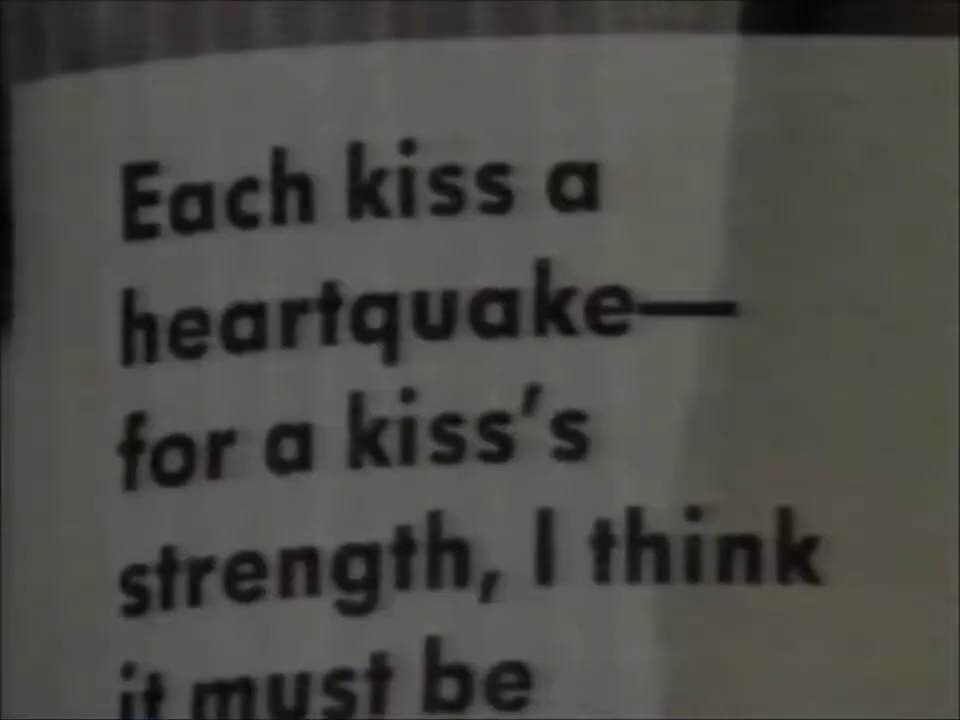 Each kiss a
heartquake—
for a kiss's
strength, I think
it must be